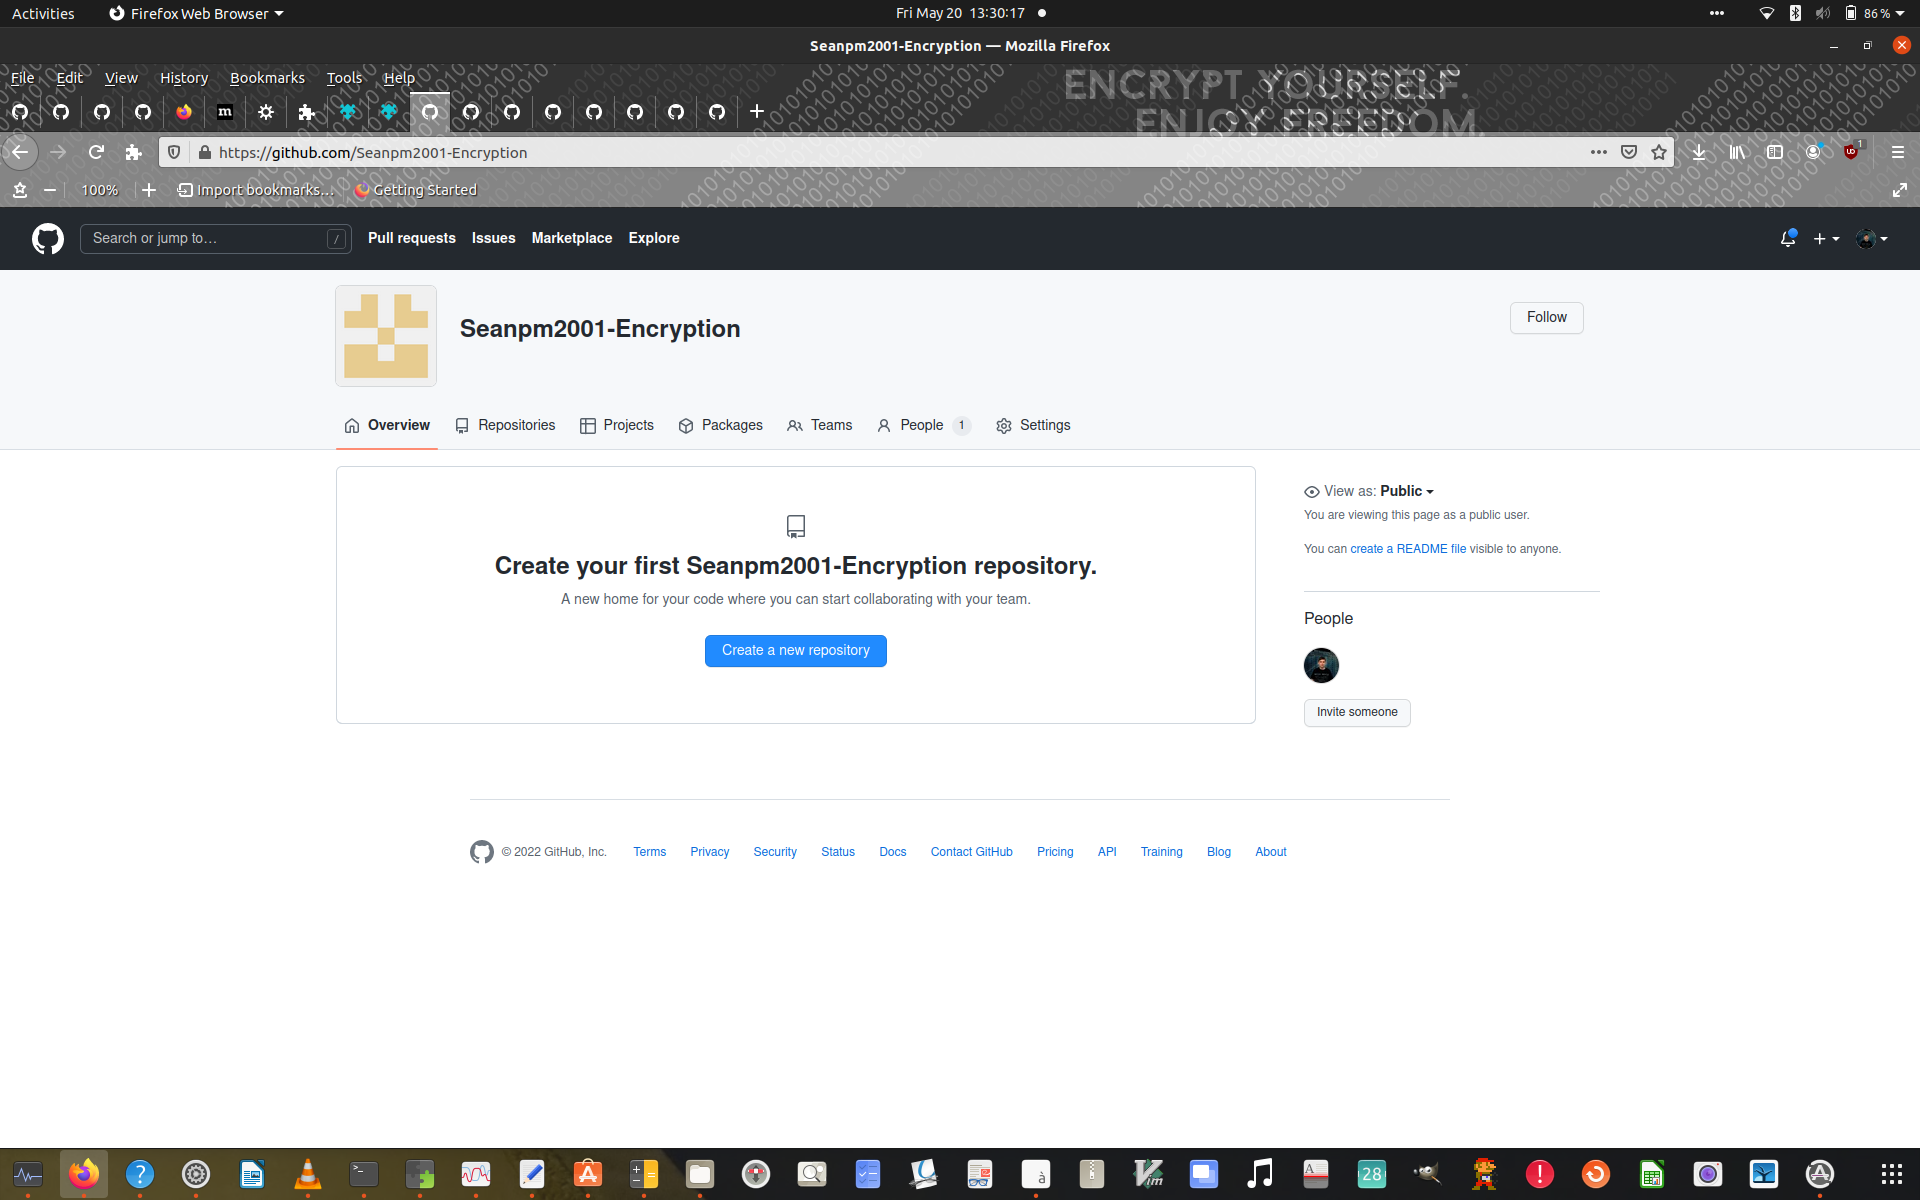 Activities Firefox Web Browser Fri May 20 13:30:17 86 %
Seanpm2001-Encryption — Mozilla Firefox
File Edit View History Bookmarks Tools Help
ENCRYPT YOURSELF.
ENJOY FREEDOM.
m
https://github.com/Seanpm2001-Encryption 1
100% Import bookmarks... Getting Started
Search or jump to... / Pull requests Issues Marketplace Explore
Seanpm2001-Encryption
Follow
Overview Repositories Projects Packages Teams People 1 Settings
Create your first Seanpm2001-Encryption repository.
A new home for your code where you can start collaborating with your team.
Create a new repository
View as: Public
You are viewing this page as a public user.
You can create a README file visible to anyone.
People
Invite someone
© 2022 GitHub, Inc. Terms Privacy Security Status Docs Contact GitHub Pricing API Training Blog About
? >_ à Vim A 28 !